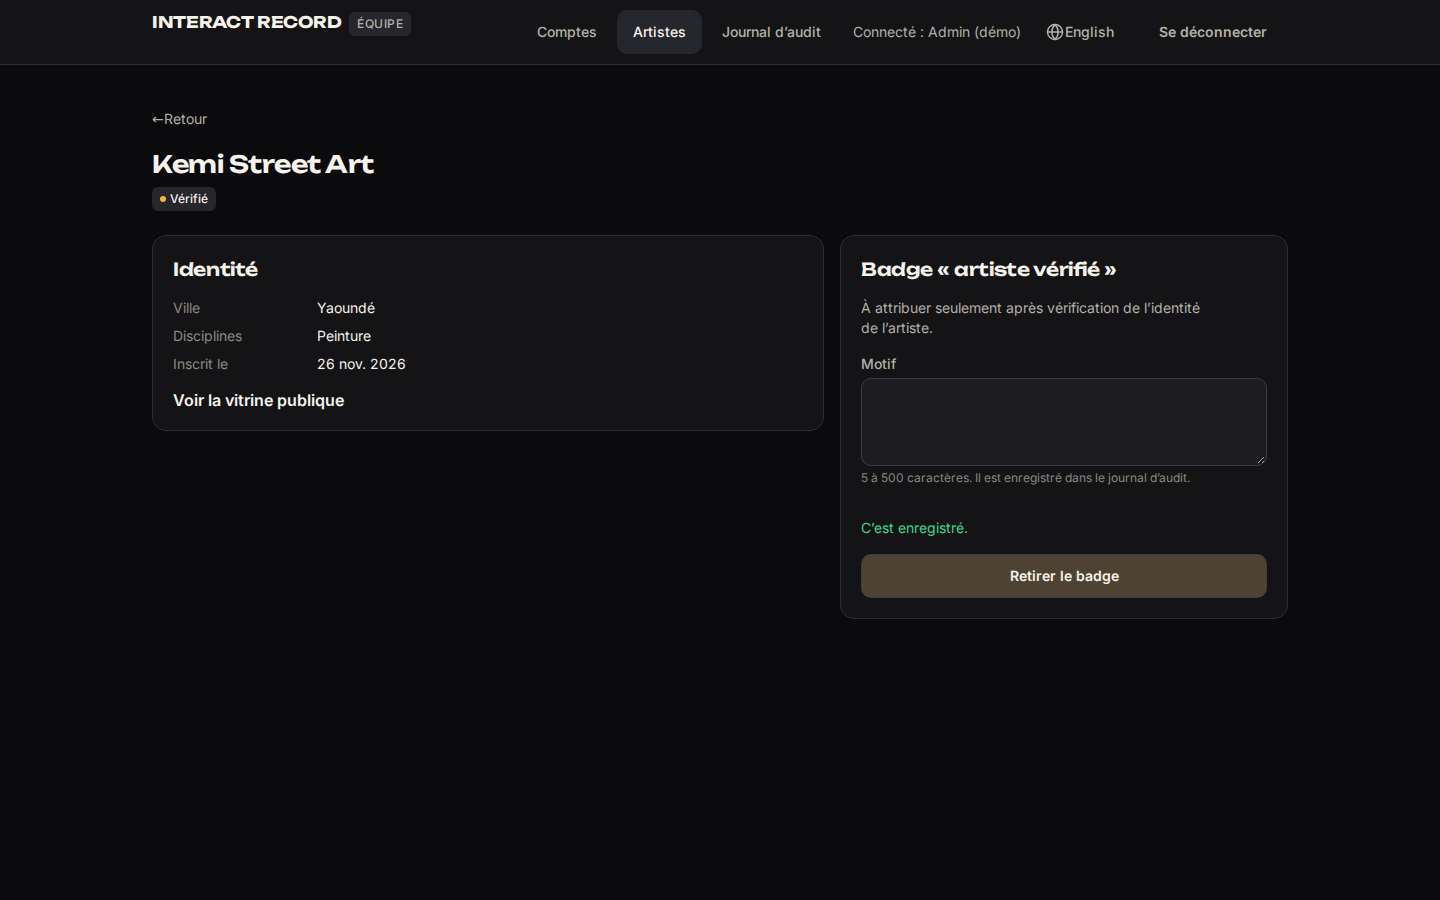 INTERACT RECORD ÉQUIPE Comptes Artistes Journal d’audit Connecté : Admin (démo) English Se déconnecter
←Retour
Kemi Street Art
Vérifié
Identité
Ville Yaoundé
Disciplines Peinture
Inscrit le 26 nov. 2026
Voir la vitrine publique
Badge « artiste vérifié »
À attribuer seulement après vérification de l’identité
de l’artiste.
Motif
5 à 500 caractères. Il est enregistré dans le journal d’audit.
C’est enregistré.
Retirer le badge